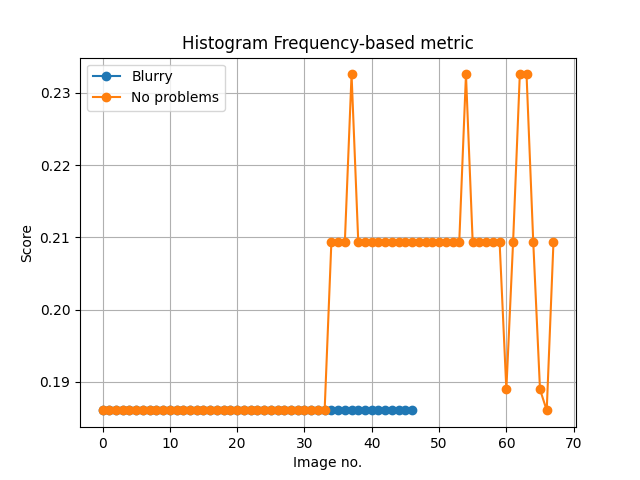 Histogram Frequency-based metric
Blurry
No problems
0.23
0.22
0.21
0.20
0.19
Score
0 10 20 30 40 50 60 70
Image no.